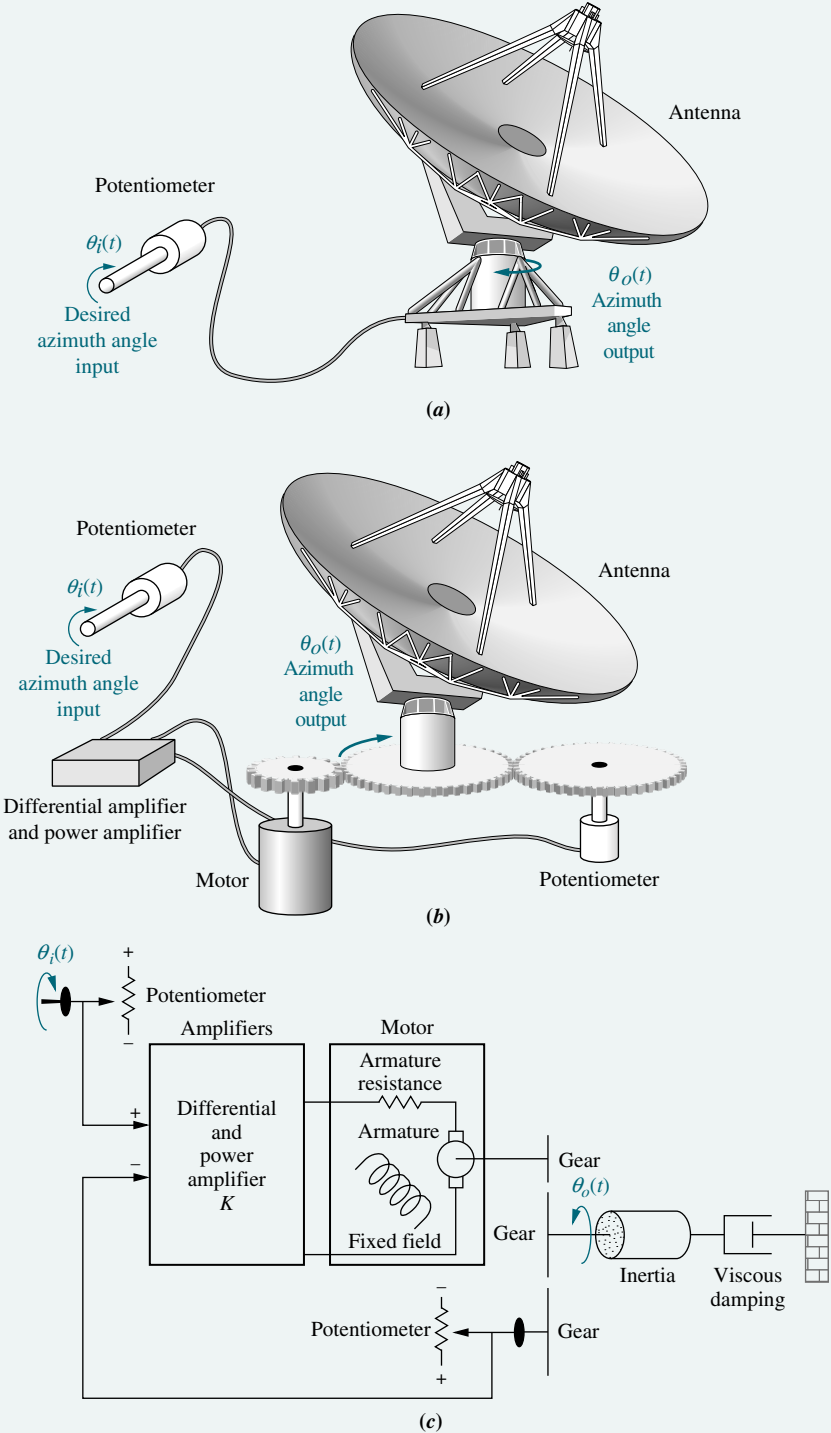 Antenna
Potentiometer
θi(t)
Desired
azimuth angle
input
θo(t)
Azimuth
angle
output
(a)
Potentiometer
Antenna
θi(t)
Desired
azimuth angle
input
θo(t)
Azimuth
angle
output
Differential amplifier
and power amplifier
Motor
Potentiometer
(b)
θi(t)
+
Potentiometer
−
Amplifiers
Motor
Armature
resistance
Differential
and
power
amplifier
K
+
−
Armature
Fixed field
Gear
Gear
θo(t)
Inertia
Viscous
damping
−
Potentiometer
+
Gear
(c)